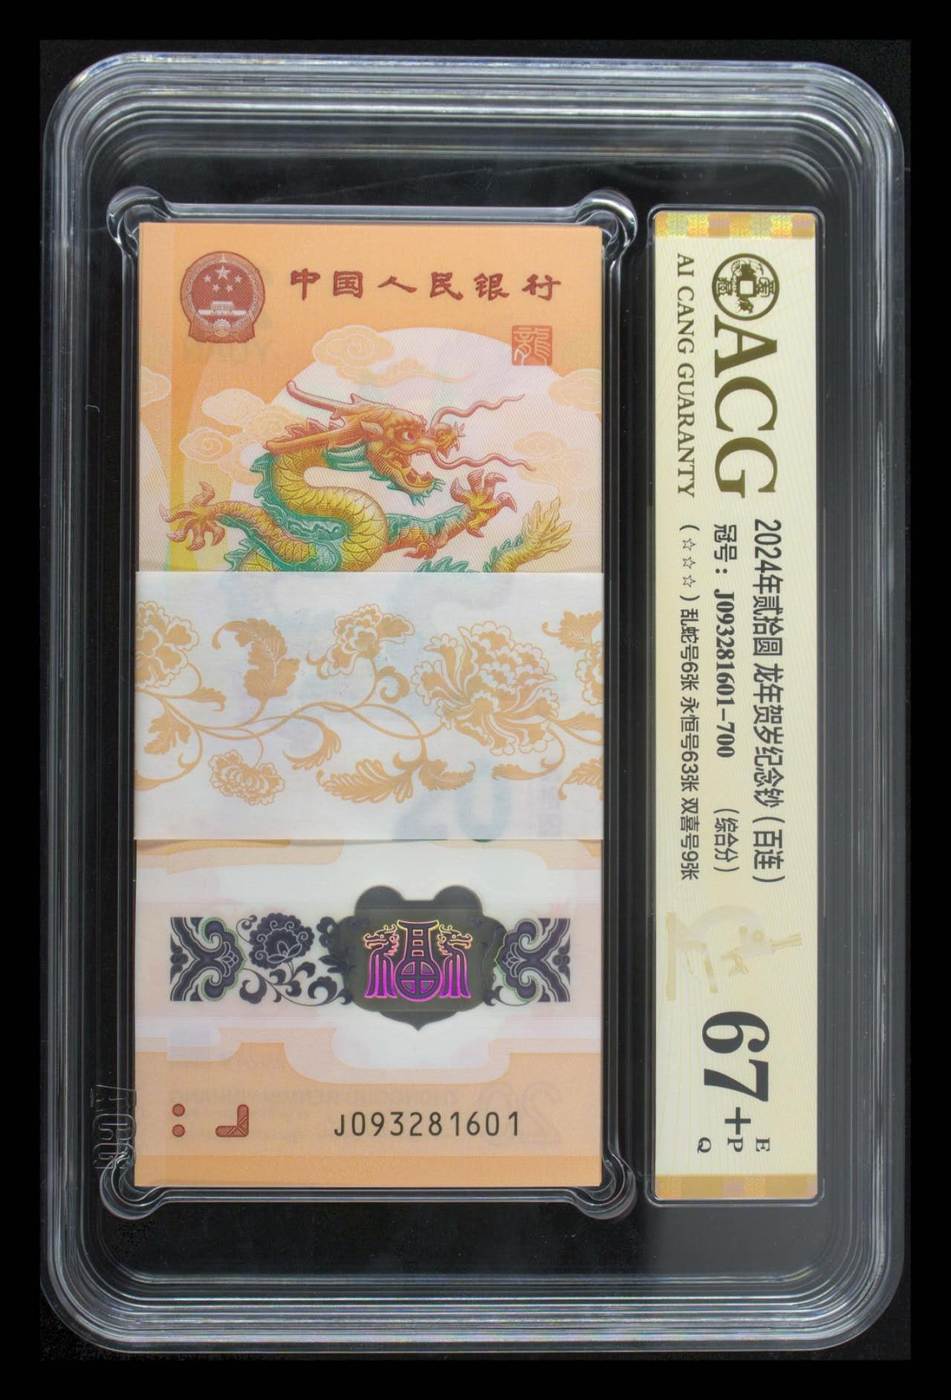 中国人民银行
龍
J093281601
ACG
AI CANG GUARANTY
2024年贰拾圆 龙年贺岁纪念钞（百连）
冠号：J093281601-700 （综合分）
（☆☆☆）乱蛇号6张 永恒号63张 双喜号9张
67+
E
P
Q
ACG